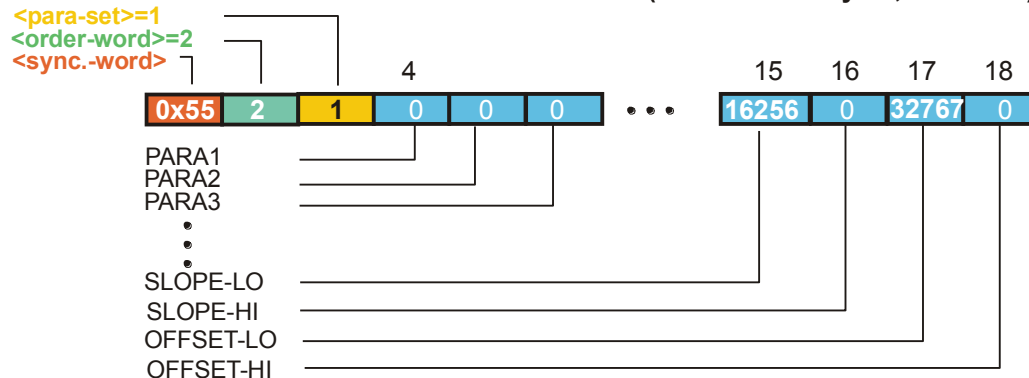 <para-set>=1
<order-word>=2
<sync.-word>
4 15 16 17 18
0x55 2 1 0 0 0 16256 0 32767 0
PARA1
PARA2
PARA3
SLOPE-LO
SLOPE-HI
OFFSET-LO
OFFSET-HI